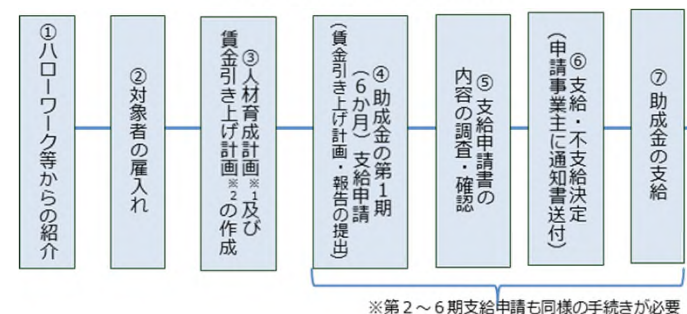 ①ハローワーク等からの紹介
②対象者の雇入れ
③人材育成計画※1及び
賃金引き上げ計画※2の作成
④助成金の第1期
(6か月)支給申請
(賃金引き上げ計画・報告の提出)
⑤支給申請書の
内容の調査・確認
⑥支給・不支給決定
(申請事業主に通知書送付)
⑦助成金の支給
※第2～6期支給申請も同様の手続きが必要